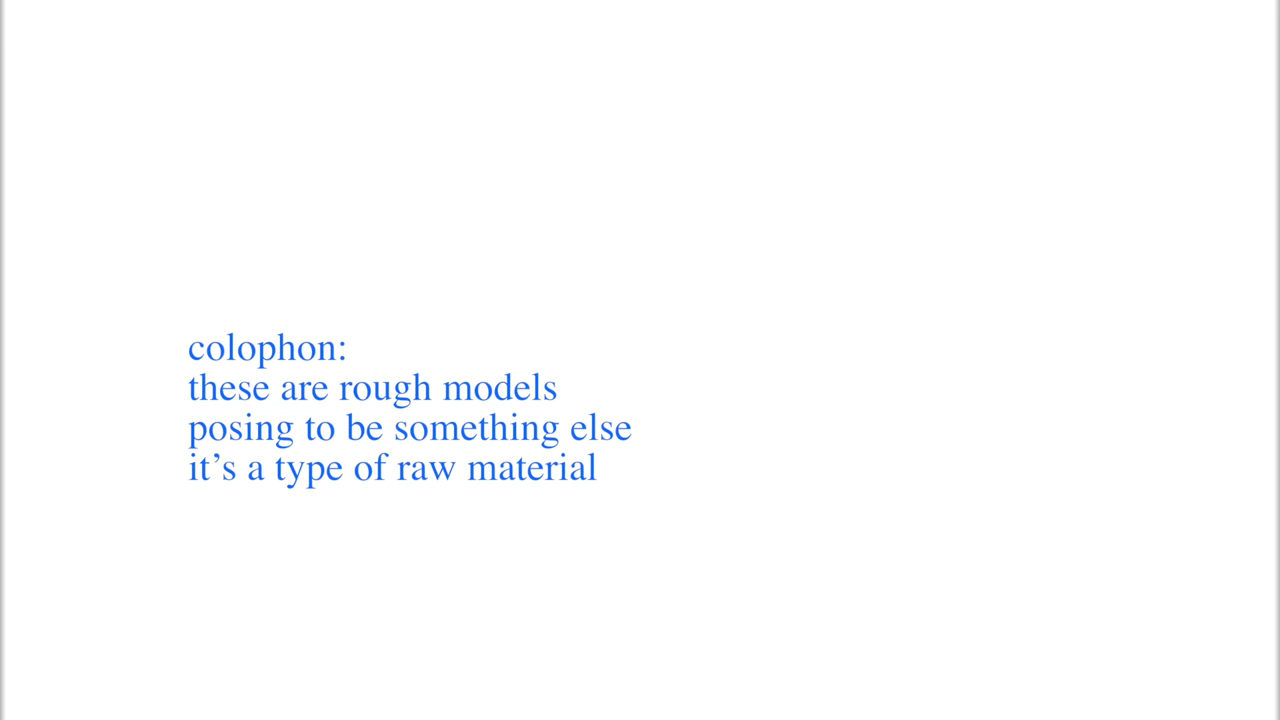 colophon:
these are rough models
posing to be something else
it’s a type of raw material